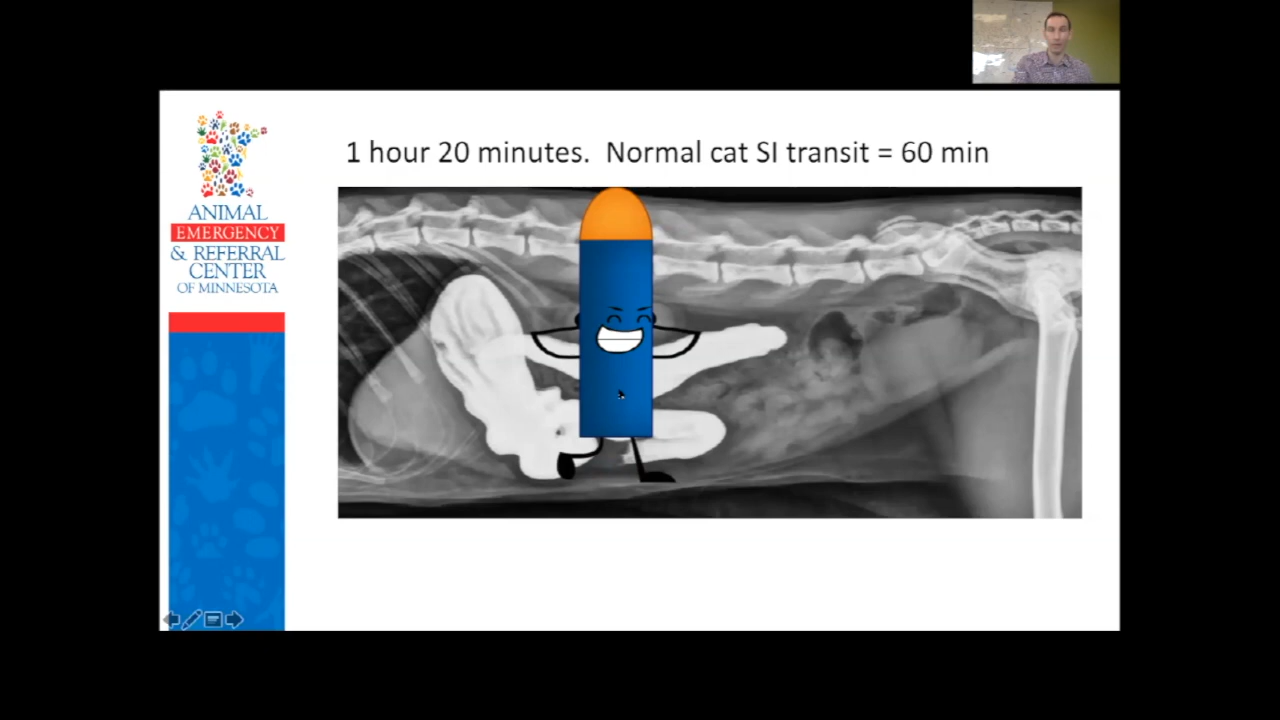 1 hour 20 minutes. Normal cat SI transit = 60 min
ANIMAL
EMERGENCY
& REFERRAL
CENTER
OF MINNESOTA